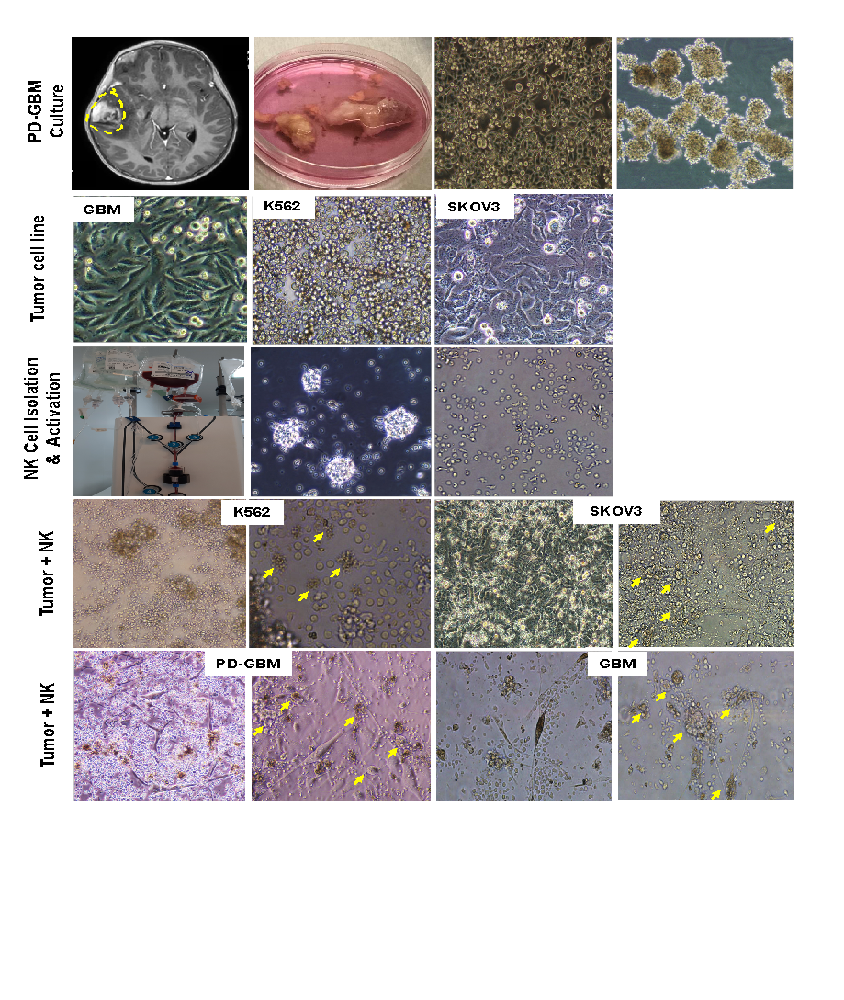 PD-GBM
Culture
Tumor cell line
GBM
K562
SKOV3
NK Cell Isolation
& Activation
Tumor + NK
K562
SKOV3
Tumor + NK
PD-GBM
GBM